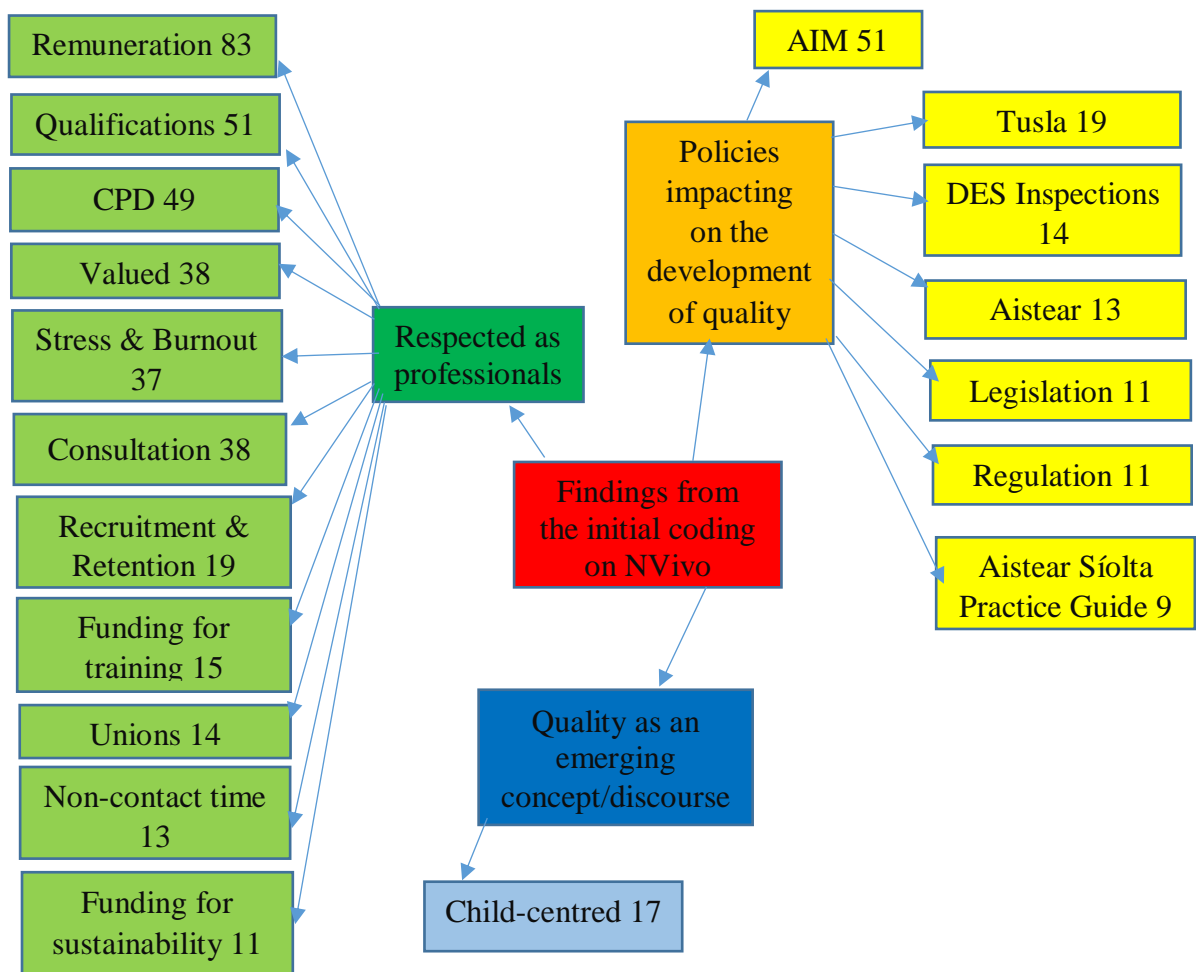 Remuneration 83
Qualifications 51
CPD 49
Valued 38
Stress & Burnout
37
Consultation 38
Recruitment &
Retention 19
Funding for
training 15
Unions 14
Non-contact time
13
Funding for
sustainability 11
Respected as
professionals
Findings from
the initial coding
on NVivo
Policies
impacting
on the
development
of quality
AIM 51
Tusla 19
DES Inspections
14
Aistear 13
Legislation 11
Regulation 11
Aistear Síolta
Practice Guide 9
Quality as an
emerging
concept/discourse
Child-centred 17